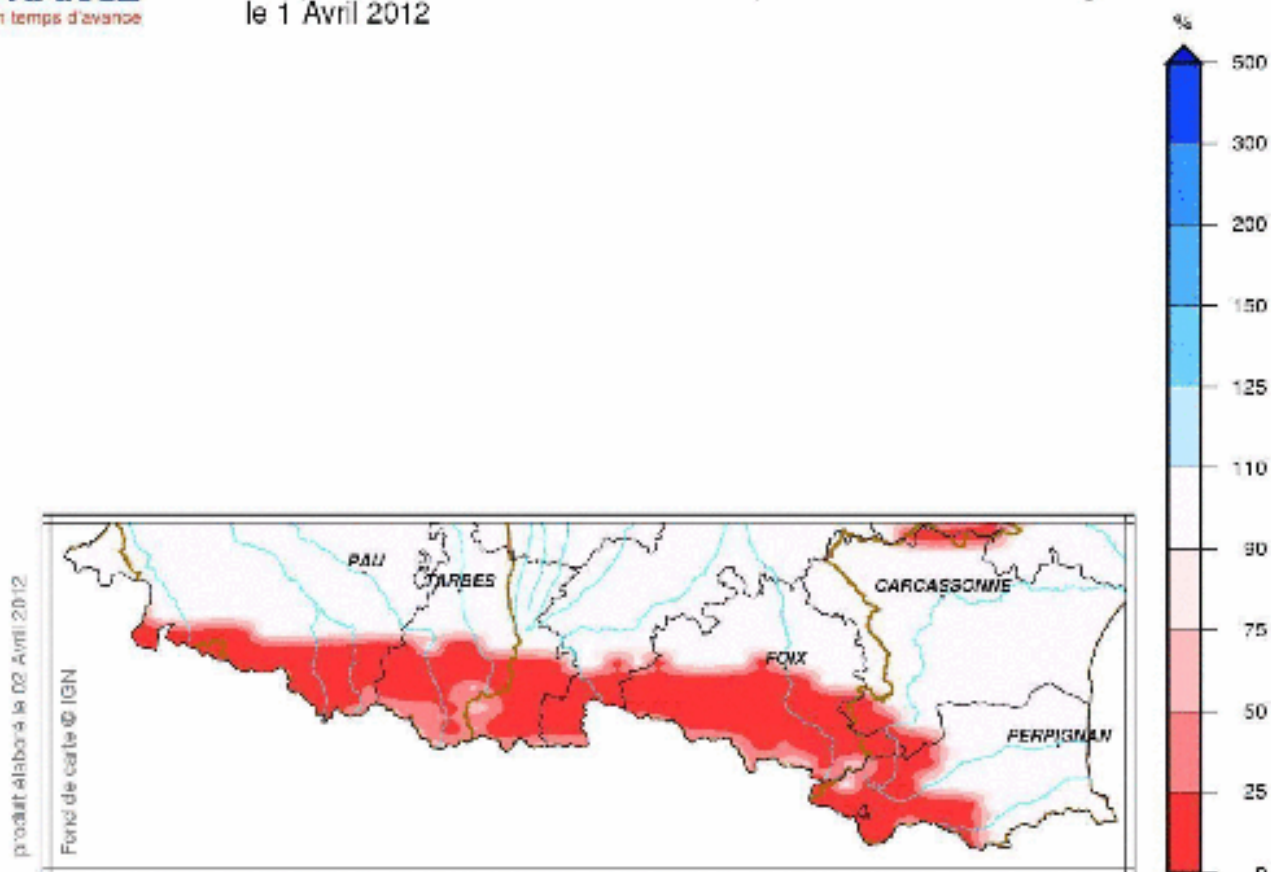 n temps d'avance
le 1 Avril 2012
%
500
300
200
150
125
110
90
75
50
25
0
PAU
TARBES
CARCASSONNE
FOIX
PERPIGNAN
produit élaboré le 02 Avril 2012
Fond de carte © IGN